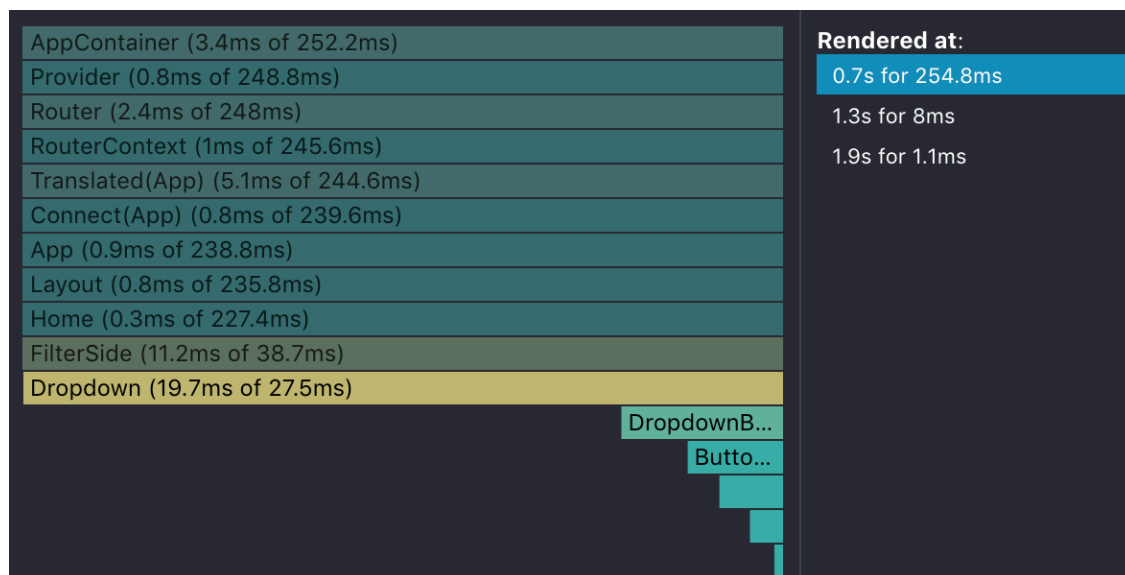 AppContainer (3.4ms of 252.2ms)
Provider (0.8ms of 248.8ms)
Router (2.4ms of 248ms)
RouterContext (1ms of 245.6ms)
Translated(App) (5.1ms of 244.6ms)
Connect(App) (0.8ms of 239.6ms)
App (0.9ms of 238.8ms)
Layout (0.8ms of 235.8ms)
Home (0.3ms of 227.4ms)
FilterSide (11.2ms of 38.7ms)
Dropdown (19.7ms of 27.5ms)
DropdownB...
Butto...
Rendered at:
0.7s for 254.8ms
1.3s for 8ms
1.9s for 1.1ms